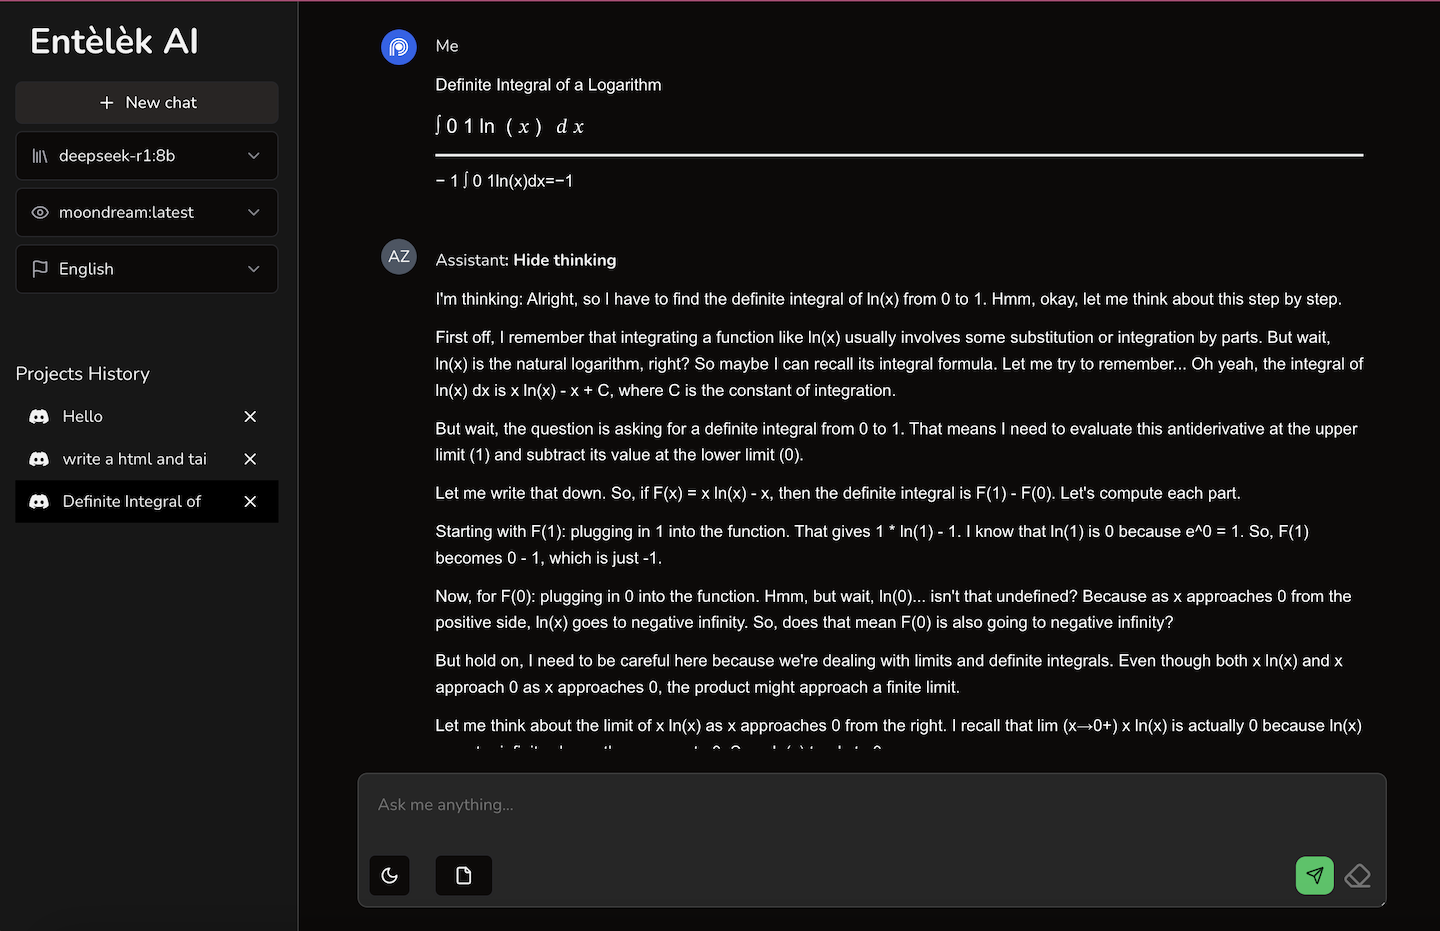 Entèlèk AI
+ New chat
deepseek-r1:8b
moondream:latest
English
Projects History
Hello
write a html and tai
Definite Integral of
Me
Definite Integral of a Logarithm
∫ 0 1 ln ( x ) d x
− 1 ∫ 0 1ln(x)dx=−1
AZ
Assistant: Hide thinking
I'm thinking: Alright, so I have to find the definite integral of ln(x) from 0 to 1. Hmm, okay, let me think about this step by step.
First off, I remember that integrating a function like ln(x) usually involves some substitution or integration by parts. But wait,
ln(x) is the natural logarithm, right? So maybe I can recall its integral formula. Let me try to remember... Oh yeah, the integral of
ln(x) dx is x ln(x) - x + C, where C is the constant of integration.
But wait, the question is asking for a definite integral from 0 to 1. That means I need to evaluate this antiderivative at the upper
limit (1) and subtract its value at the lower limit (0).
Let me write that down. So, if F(x) = x ln(x) - x, then the definite integral is F(1) - F(0). Let's compute each part.
Starting with F(1): plugging in 1 into the function. That gives 1 * ln(1) - 1. I know that ln(1) is 0 because e^0 = 1. So, F(1)
becomes 0 - 1, which is just -1.
Now, for F(0): plugging in 0 into the function. Hmm, but wait, ln(0)... isn't that undefined? Because as x approaches 0 from the
positive side, ln(x) goes to negative infinity. So, does that mean F(0) is also going to negative infinity?
But hold on, I need to be careful here because we're dealing with limits and definite integrals. Even though both x ln(x) and x
approach 0 as x approaches 0, the product might approach a finite limit.
Let me think about the limit of x ln(x) as x approaches 0 from the right. I recall that lim (x→0+) x ln(x) is actually 0 because ln(x)
Ask me anything...